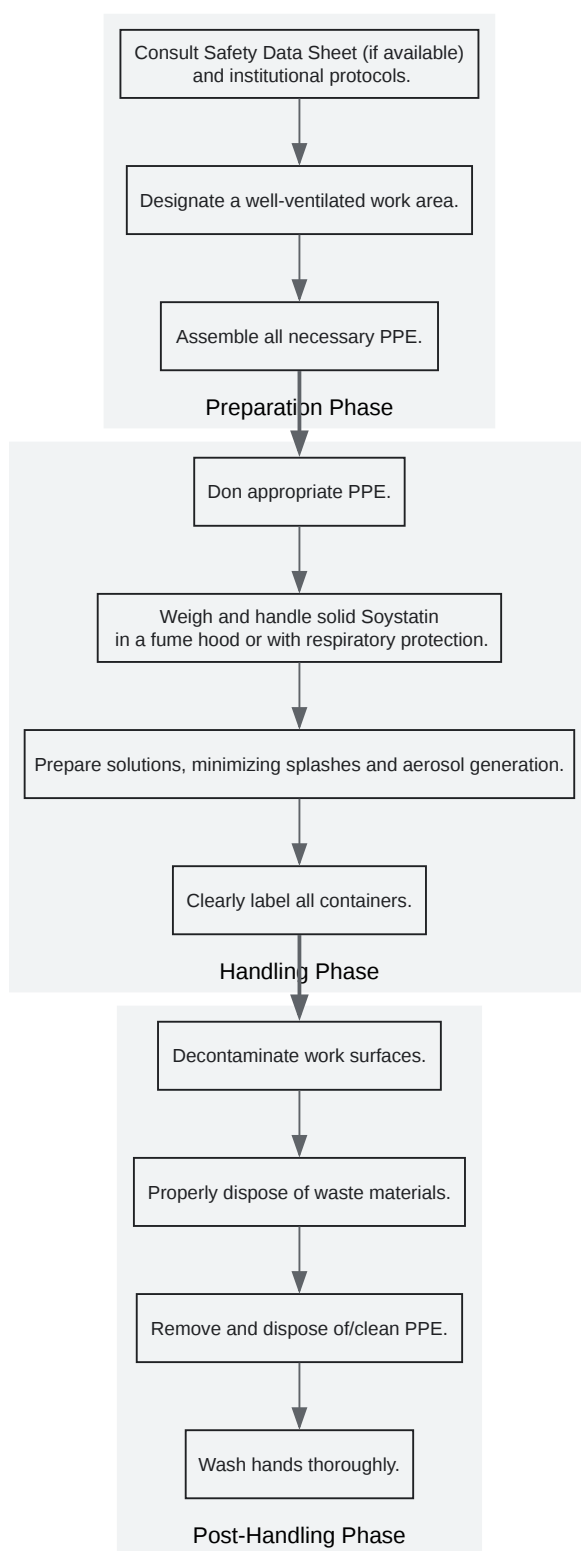 Consult Safety Data Sheet (if available)
and institutional protocols.
Designate a well-ventilated work area.
Assemble all necessary PPE.
Preparation Phase
Don appropriate PPE.
Weigh and handle solid Soystatin
in a fume hood or with respiratory protection.
Prepare solutions, minimizing splashes and aerosol generation.
Clearly label all containers.
Handling Phase
Decontaminate work surfaces.
Properly dispose of waste materials.
Remove and dispose of/clean PPE.
Wash hands thoroughly.
Post-Handling Phase